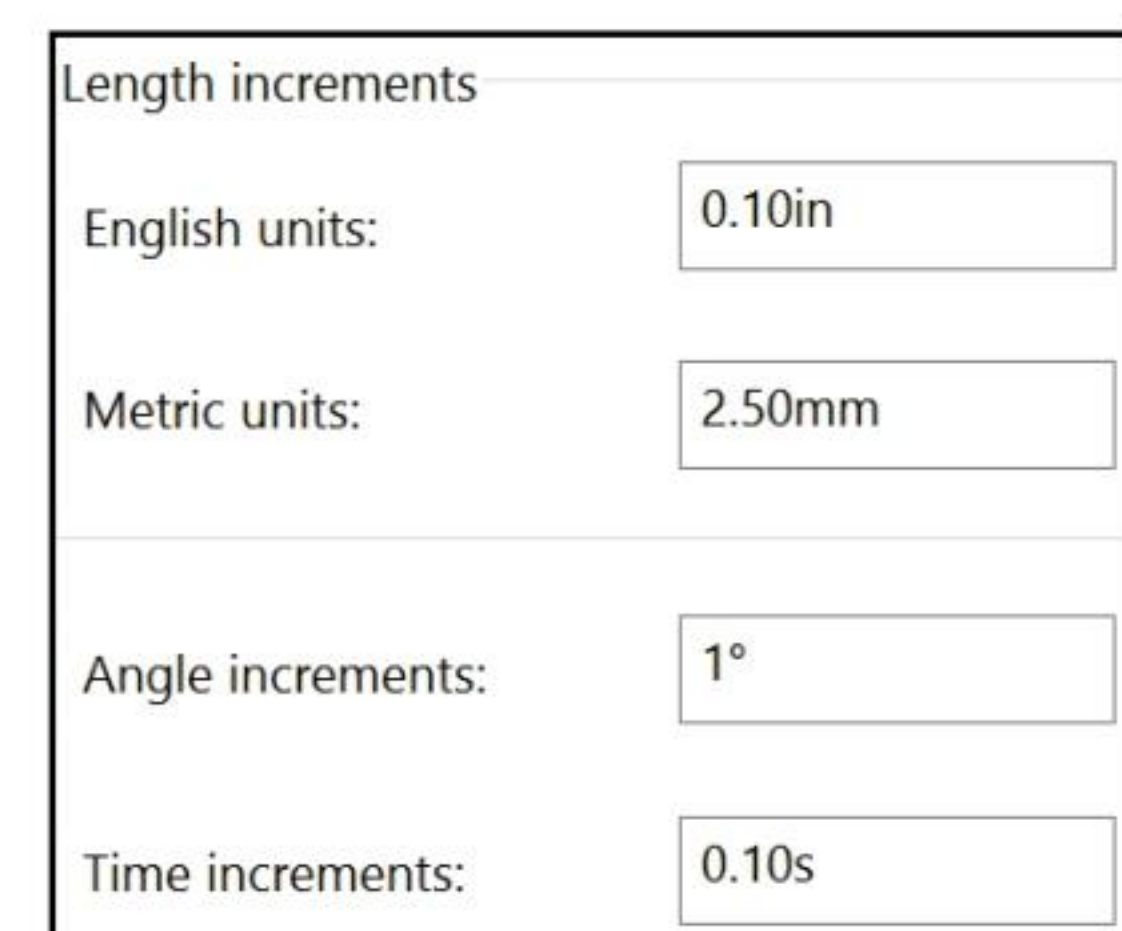 Length increments
English units: 0.10in
Metric units: 2.50mm
Angle increments: 1°
Time increments: 0.10s